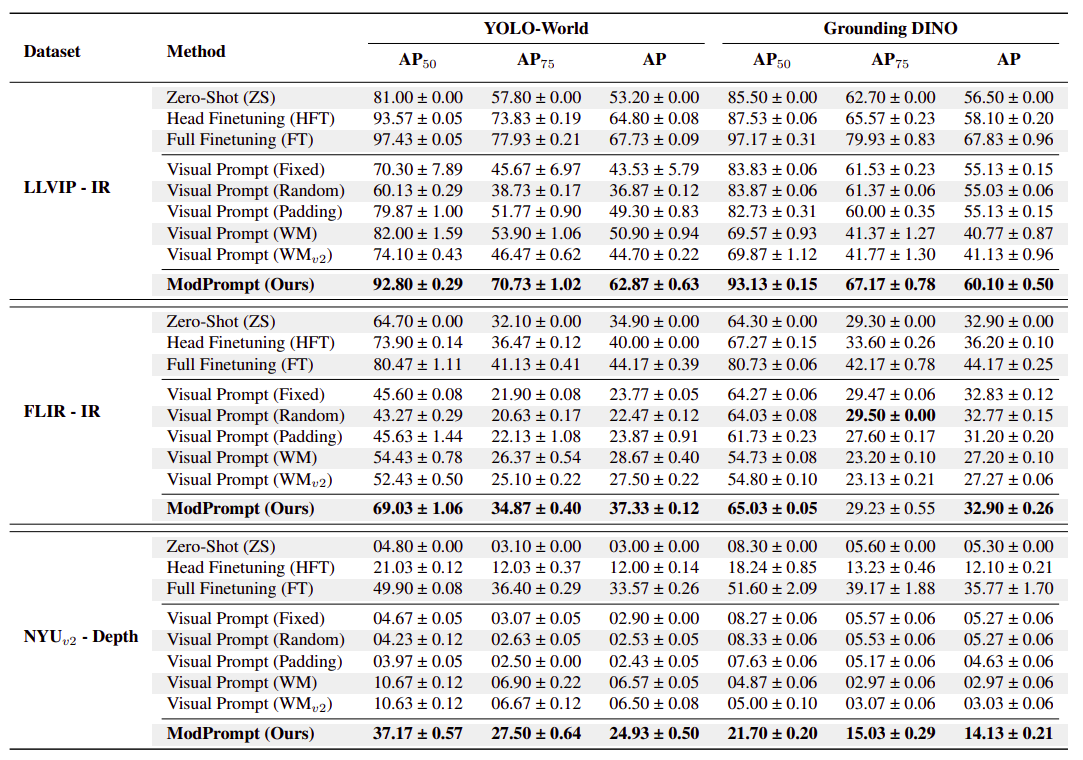 Dataset Method YOLO-World Grounding DINO
AP50 AP75 AP AP50 AP75 AP
LLVIP - IR
Zero-Shot (ZS) 81.00 ± 0.00 57.80 ± 0.00 53.20 ± 0.00 85.50 ± 0.00 62.70 ± 0.00 56.50 ± 0.00
Head Finetuning (HFT) 93.57 ± 0.05 73.83 ± 0.19 64.80 ± 0.08 87.53 ± 0.06 65.57 ± 0.23 58.10 ± 0.20
Full Finetuning (FT) 97.43 ± 0.05 77.93 ± 0.21 67.73 ± 0.09 97.17 ± 0.31 79.93 ± 0.83 67.83 ± 0.96
Visual Prompt (Fixed) 70.30 ± 7.89 45.67 ± 6.97 43.53 ± 5.79 83.83 ± 0.06 61.53 ± 0.23 55.13 ± 0.15
Visual Prompt (Random) 60.13 ± 0.29 38.73 ± 0.17 36.87 ± 0.12 83.87 ± 0.06 61.37 ± 0.06 55.03 ± 0.06
Visual Prompt (Padding) 79.87 ± 1.00 51.77 ± 0.90 49.30 ± 0.83 82.73 ± 0.31 60.00 ± 0.35 55.13 ± 0.15
Visual Prompt (WM) 82.00 ± 1.59 53.90 ± 1.06 50.90 ± 0.94 69.57 ± 0.93 41.37 ± 1.27 40.77 ± 0.87
Visual Prompt (WMv2) 74.10 ± 0.43 46.47 ± 0.62 44.70 ± 0.22 69.87 ± 1.12 41.77 ± 1.30 41.13 ± 0.96
ModPrompt (Ours) 92.80 ± 0.29 70.73 ± 1.02 62.87 ± 0.63 93.13 ± 0.15 67.17 ± 0.78 60.10 ± 0.50
FLIR - IR
Zero-Shot (ZS) 64.70 ± 0.00 32.10 ± 0.00 34.90 ± 0.00 64.30 ± 0.00 29.30 ± 0.00 32.90 ± 0.00
Head Finetuning (HFT) 73.90 ± 0.14 36.47 ± 0.12 40.00 ± 0.00 67.27 ± 0.15 33.60 ± 0.26 36.20 ± 0.10
Full Finetuning (FT) 80.47 ± 1.11 41.13 ± 0.41 44.17 ± 0.39 80.73 ± 0.06 42.17 ± 0.78 44.17 ± 0.25
Visual Prompt (Fixed) 45.60 ± 0.08 21.90 ± 0.08 23.77 ± 0.05 64.27 ± 0.06 29.47 ± 0.06 32.83 ± 0.12
Visual Prompt (Random) 43.27 ± 0.29 20.63 ± 0.17 22.47 ± 0.12 64.03 ± 0.08 29.50 ± 0.00 32.77 ± 0.15
Visual Prompt (Padding) 45.63 ± 1.44 22.13 ± 1.08 23.87 ± 0.91 61.73 ± 0.23 27.60 ± 0.17 31.20 ± 0.20
Visual Prompt (WM) 54.43 ± 0.78 26.37 ± 0.54 28.67 ± 0.40 54.73 ± 0.08 23.20 ± 0.10 27.20 ± 0.10
Visual Prompt (WMv2) 52.43 ± 0.50 25.10 ± 0.22 27.50 ± 0.22 54.80 ± 0.10 23.13 ± 0.21 27.27 ± 0.06
ModPrompt (Ours) 69.03 ± 1.06 34.87 ± 0.40 37.33 ± 0.12 65.03 ± 0.05 29.23 ± 0.55 32.90 ± 0.26
NYUv2 - Depth
Zero-Shot (ZS) 04.80 ± 0.00 03.10 ± 0.00 03.00 ± 0.00 08.30 ± 0.00 05.60 ± 0.00 05.30 ± 0.00
Head Finetuning (HFT) 21.03 ± 0.12 12.03 ± 0.37 12.00 ± 0.14 18.24 ± 0.85 13.23 ± 0.46 12.10 ± 0.21
Full Finetuning (FT) 49.90 ± 0.08 36.40 ± 0.29 33.57 ± 0.26 51.60 ± 2.09 39.17 ± 1.88 35.77 ± 1.70
Visual Prompt (Fixed) 04.67 ± 0.05 03.07 ± 0.05 02.90 ± 0.00 08.27 ± 0.06 05.57 ± 0.06 05.27 ± 0.06
Visual Prompt (Random) 04.23 ± 0.12 02.63 ± 0.05 02.53 ± 0.05 08.33 ± 0.06 05.53 ± 0.06 05.27 ± 0.06
Visual Prompt (Padding) 03.97 ± 0.05 02.50 ± 0.00 02.43 ± 0.05 07.63 ± 0.06 05.17 ± 0.06 04.63 ± 0.06
Visual Prompt (WM) 10.67 ± 0.12 06.90 ± 0.22 06.57 ± 0.05 04.87 ± 0.06 02.97 ± 0.06 02.97 ± 0.06
Visual Prompt (WMv2) 10.63 ± 0.12 06.67 ± 0.12 06.50 ± 0.08 05.00 ± 0.10 03.07 ± 0.06 03.03 ± 0.06
ModPrompt (Ours) 37.17 ± 0.57 27.50 ± 0.64 24.93 ± 0.50 21.70 ± 0.20 15.03 ± 0.29 14.13 ± 0.21